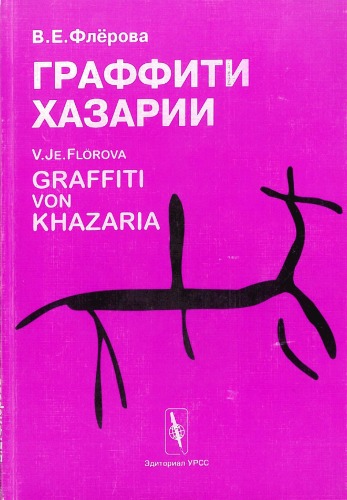 В.Е.Флёрова
ГРАФФИТИ
ХАЗАРИИ
V.JE.FLÖROVA
GRAFFITI
VON
KHAZARIA
Эдиториал УРСС